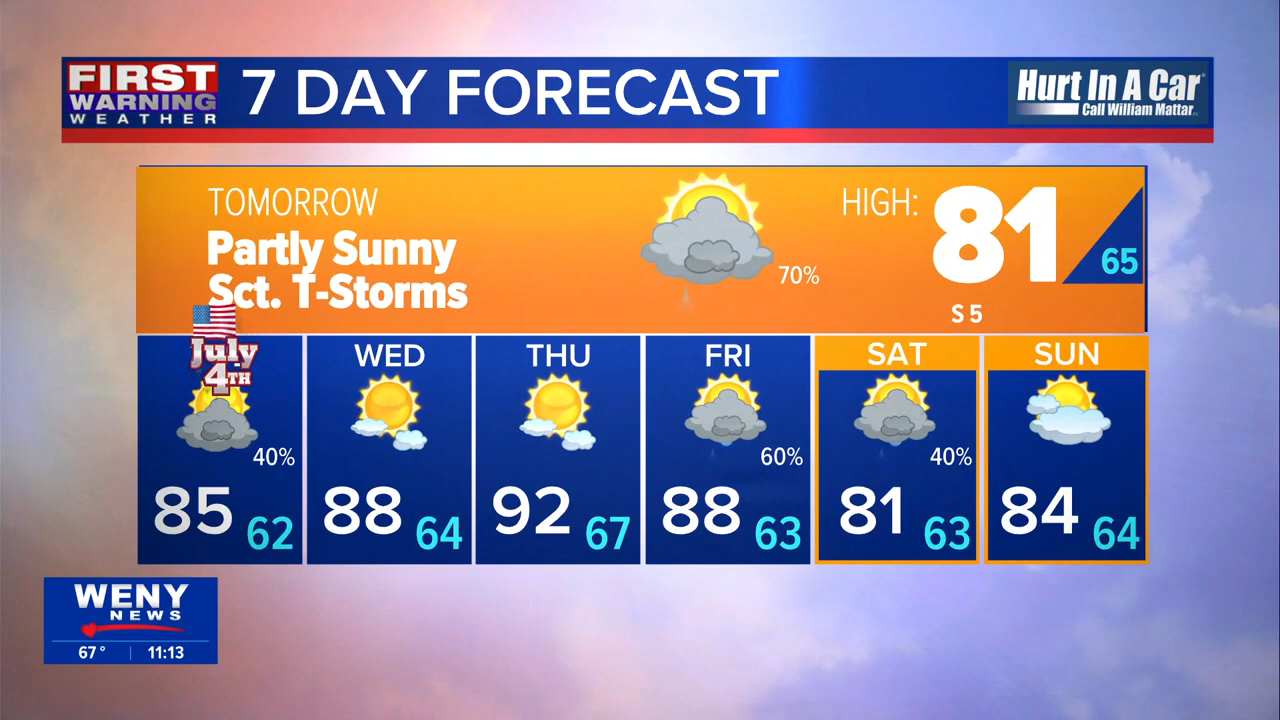 FIRST
WARNING
WEATHER
7 DAY FORECAST
Hurt In A Car
Call William Mattar
TOMORROW
Partly Sunny
Sct. T-Storms
70%
HIGH:
81
65
S 5
July
4TH
40%
85
62
WED
88
64
THU
92
67
FRI
60%
88
63
SAT
40%
81
63
SUN
84
64
WENY
NEWS
67° | 11:13